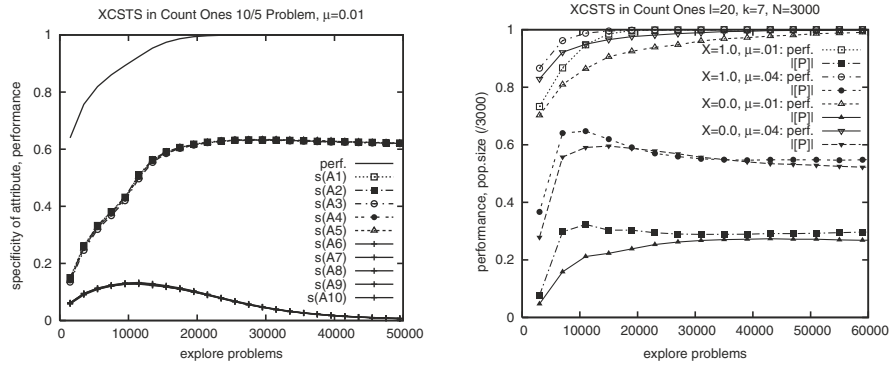 XCSTS in Count Ones 10/5 Problem, μ=0.01
specificity of attribute, performance
1
0.8
0.6
0.4
0.2
0
0
10000
20000
30000
40000
50000
explore problems
perf.
s(A1)
s(A2)
s(A3)
s(A4)
s(A5)
s(A6)
s(A7)
s(A8)
s(A9)
s(A10)
XCSTS in Count Ones l=20, k=7, N=3000
performance, pop.size (/3000)
1
0.8
0.6
0.4
0.2
0
0
10000
20000
30000
40000
50000
60000
explore problems
X=1.0, μ=.01: perf.
|[P]|
X=1.0, μ=.04: perf.
|[P]|
X=0.0, μ=.01: perf.
|[P]|
X=0.0, μ=.04: perf.
|[P]|